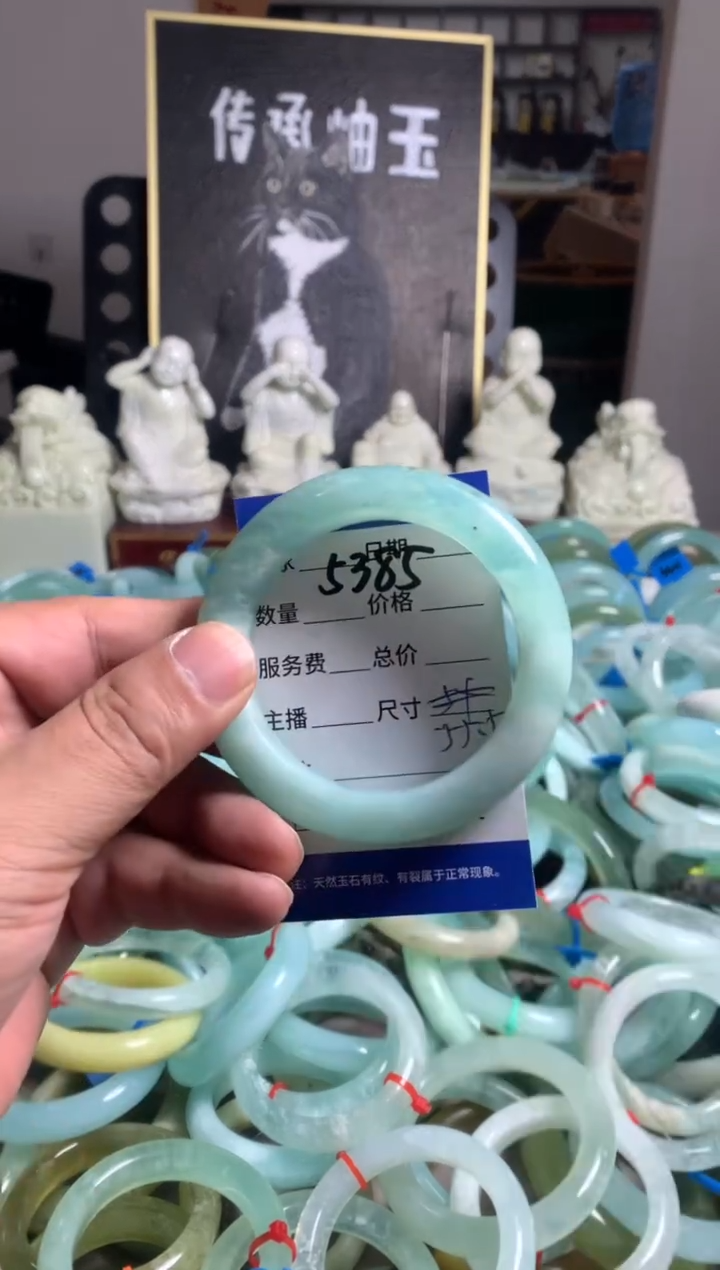 传承岫玉
日期
5385
数量 价格
服务费 总价
主播 尺寸
注：天然玉石有纹、有裂属于正常现象。